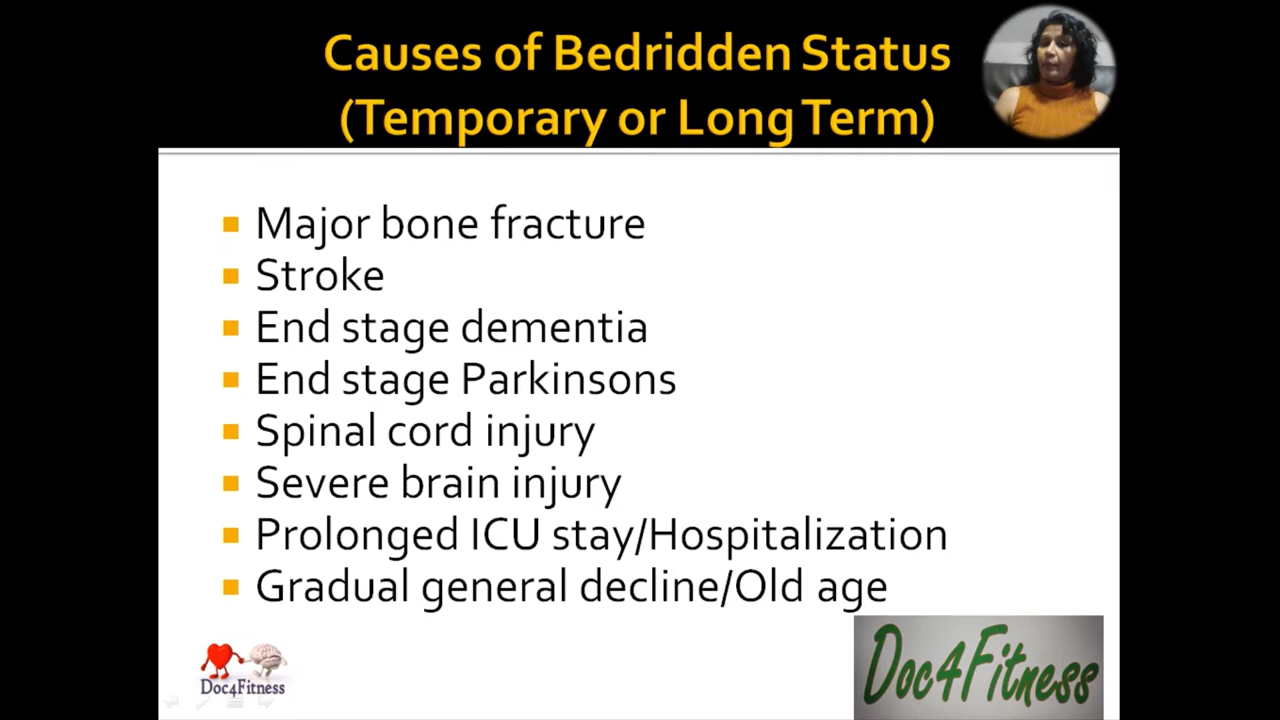 Causes of Bedridden Status
(Temporary or Long Term)
Major bone fracture
Stroke
End stage dementia
End stage Parkinsons
Spinal cord injury
Severe brain injury
Prolonged ICU stay/Hospitalization
Gradual general decline/Old age
Doc4Fitness
Doc4Fitness